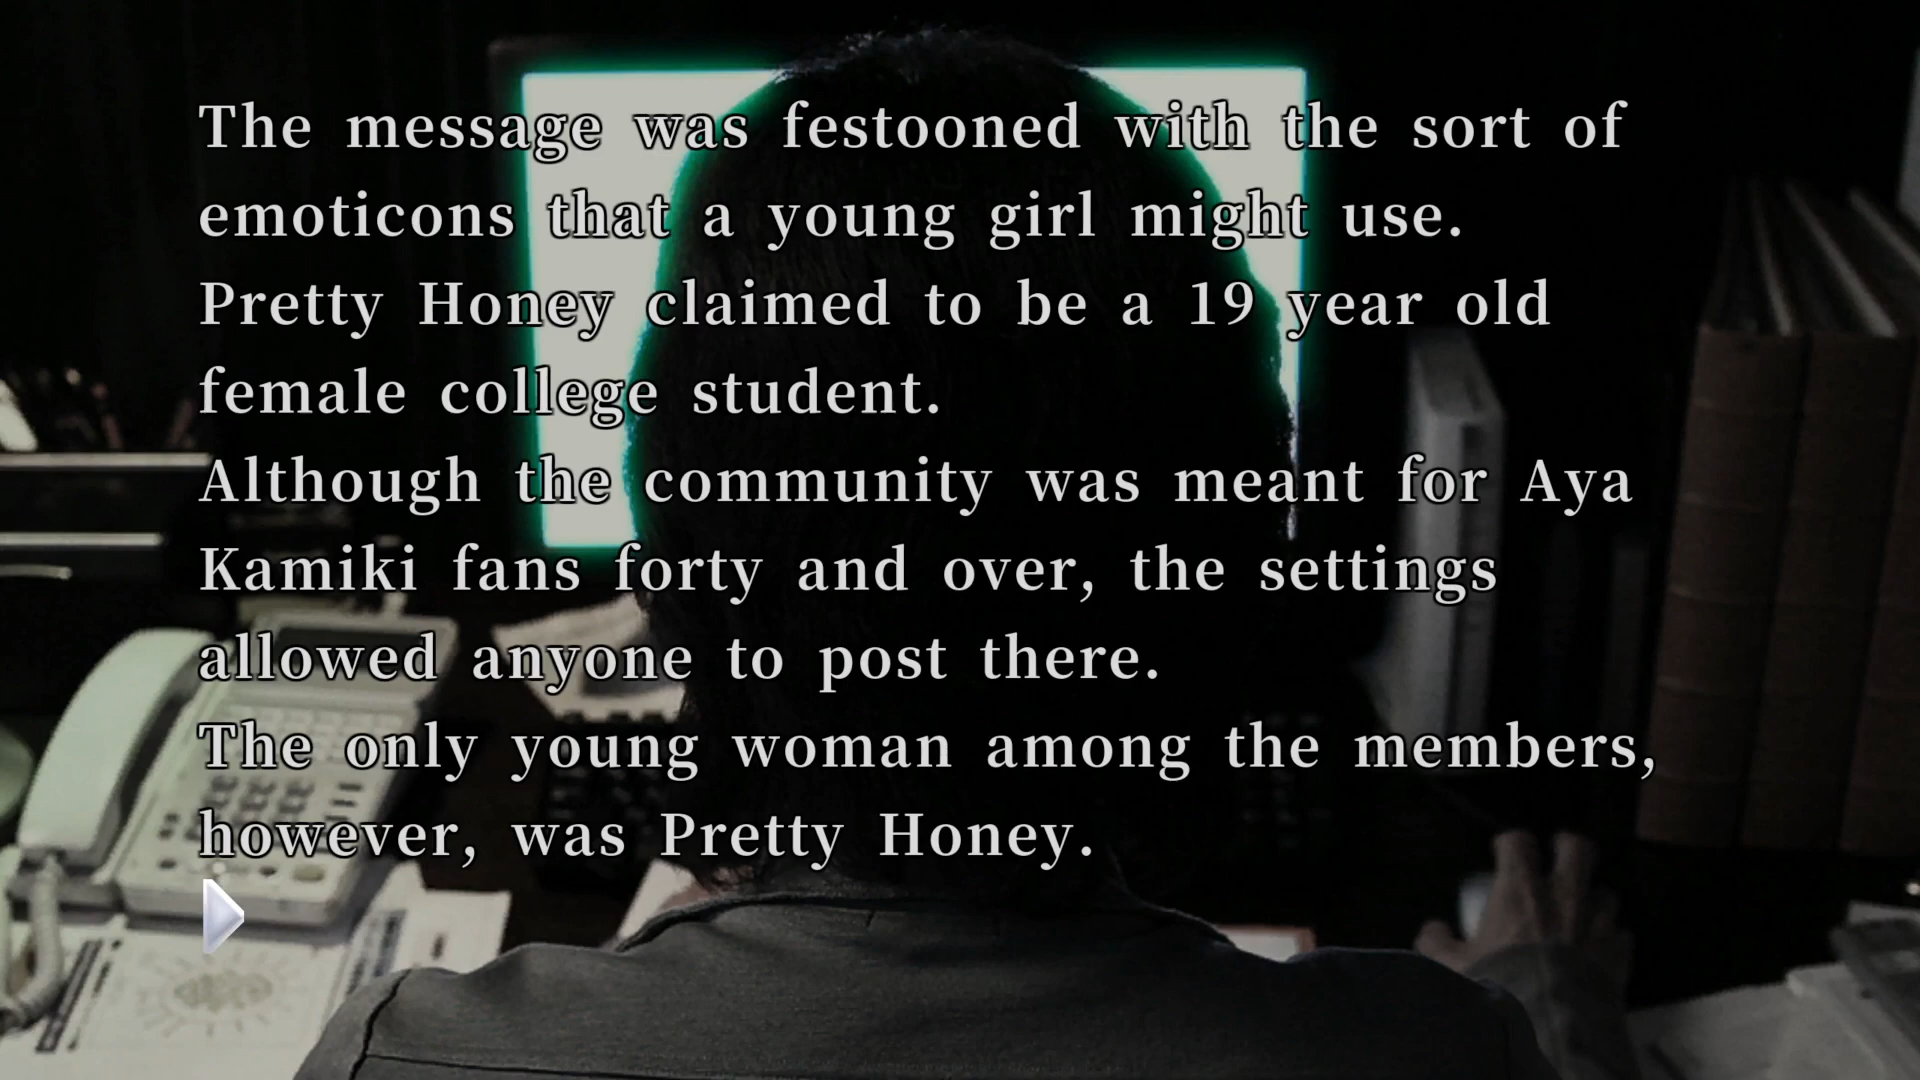 The message was festooned with the sort of
emoticons that a young girl might use.
Pretty Honey claimed to be a 19 year old
female college student.
Although the community was meant for Aya
Kamiki fans forty and over, the settings
allowed anyone to post there.
The only young woman among the members,
however, was Pretty Honey.